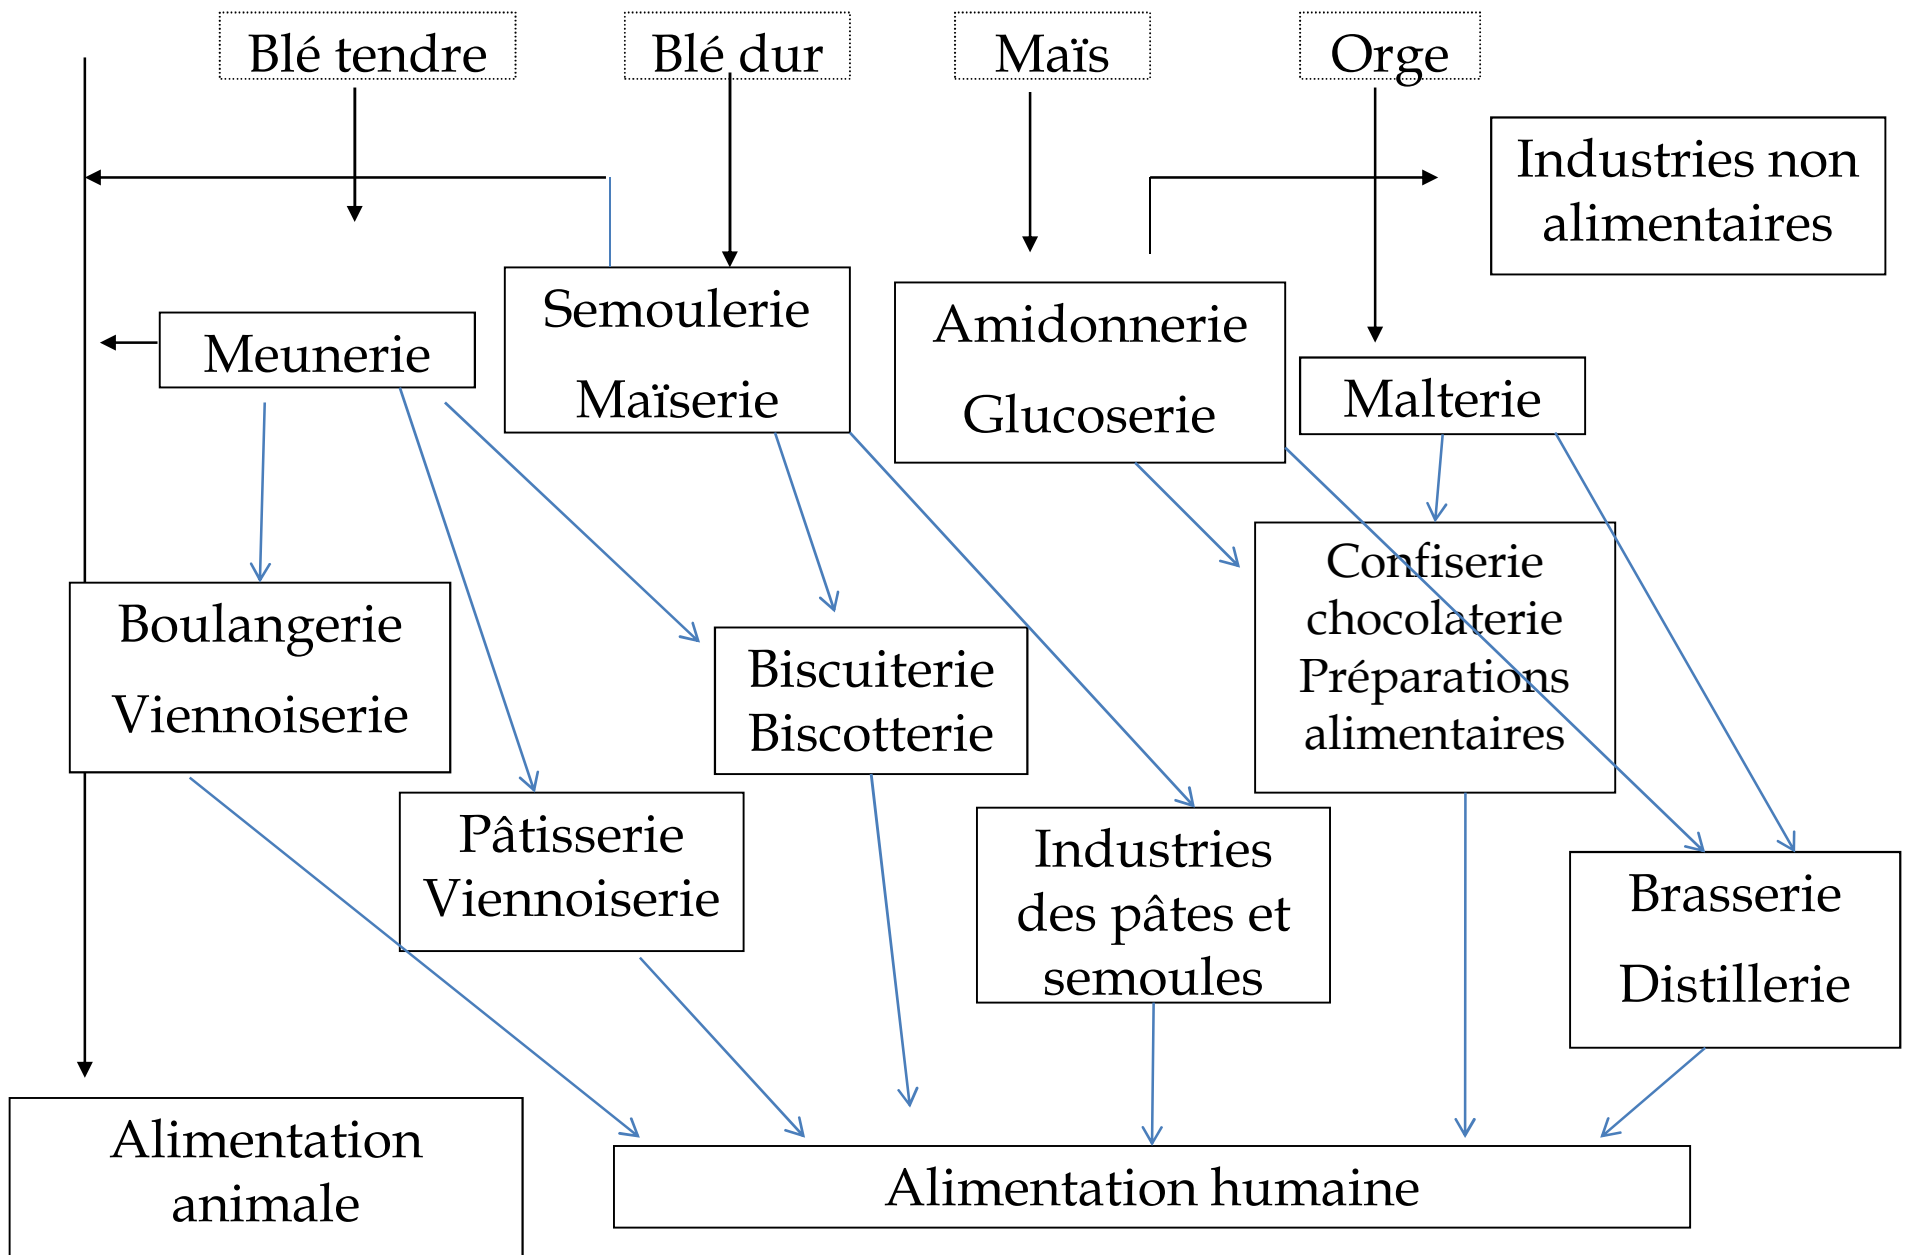 Blé tendre
Blé dur
Maïs
Orge
Industries non
alimentaires
Semoulerie
Maïserie
Amidonnerie
Glucoserie
Meunerie
Malterie
Confiserie
chocolaterie
Préparations
alimentaires
Boulangerie
Viennoiserie
Biscuiterie
Biscotterie
Pâtisserie
Viennoiserie
Industries
des pâtes et
semoules
Brasserie
Distillerie
Alimentation
animale
Alimentation humaine